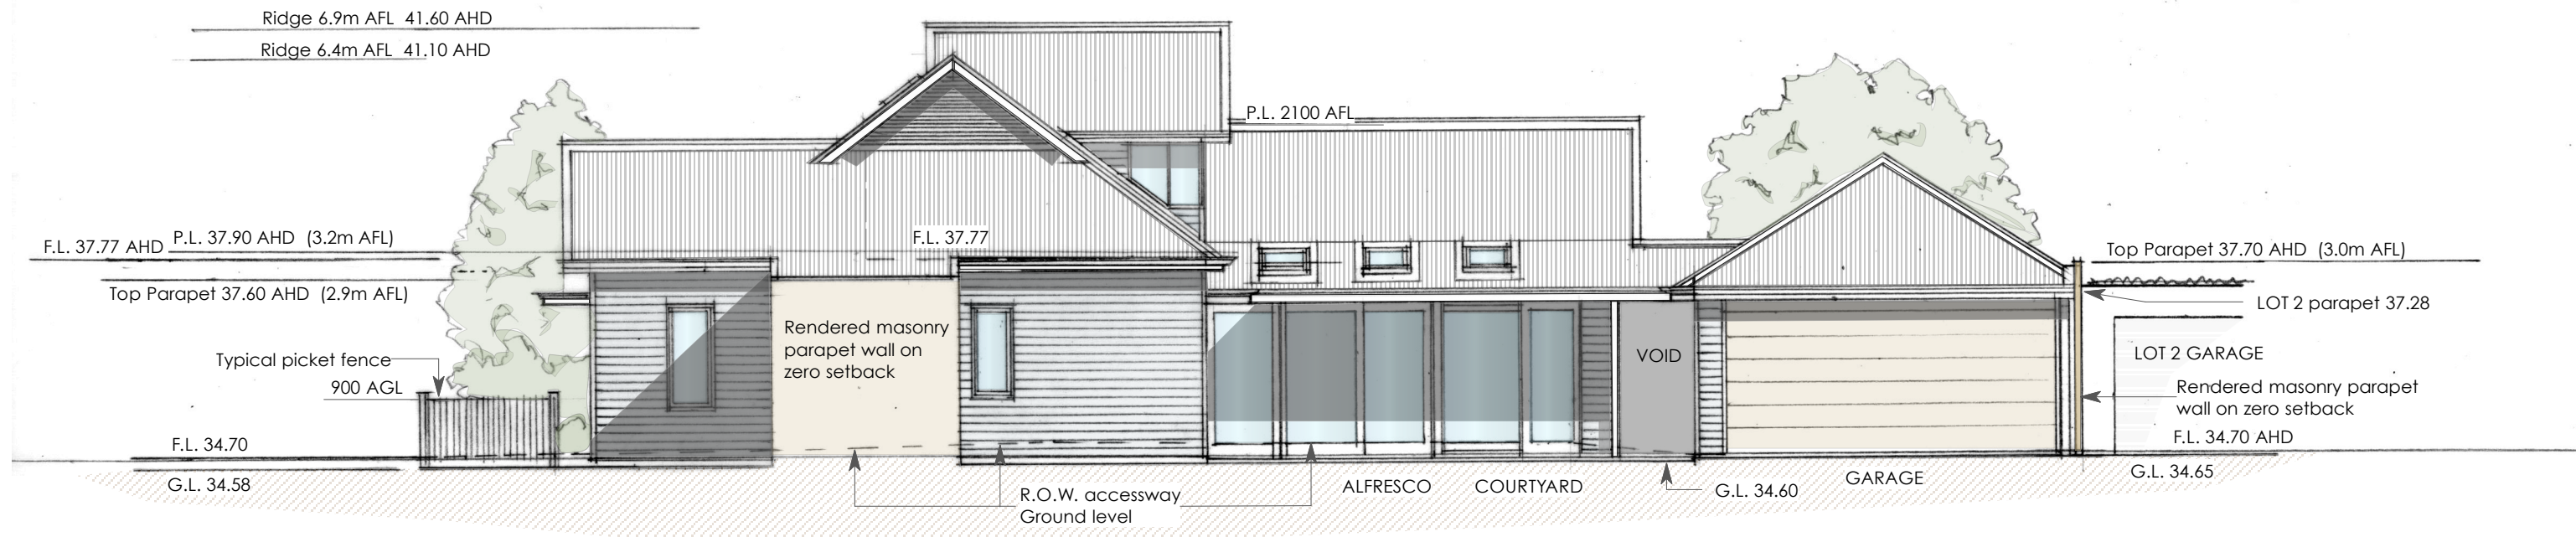 Ridge 6.9m AFL 41.60 AHD
Ridge 6.4m AFL 41.10 AHD
P.L. 2100 AFL
F.L. 37.77 AHD
P.L. 37.90 AHD (3.2m AFL)
F.L. 37.77
Top Parapet 37.70 AHD (3.0m AFL)
Top Parapet 37.60 AHD (2.9m AFL)
LOT 2 parapet 37.28
Rendered masonry
parapet wall on
zero setback
VOID
LOT 2 GARAGE
Typical picket fence
900 AGL
Rendered masonry parapet
wall on zero setback
F.L. 34.70
F.L. 34.70 AHD
G.L. 34.58
G.L. 34.65
R.O.W. accessway
Ground level
ALFRESCO
COURTYARD
G.L. 34.60
GARAGE